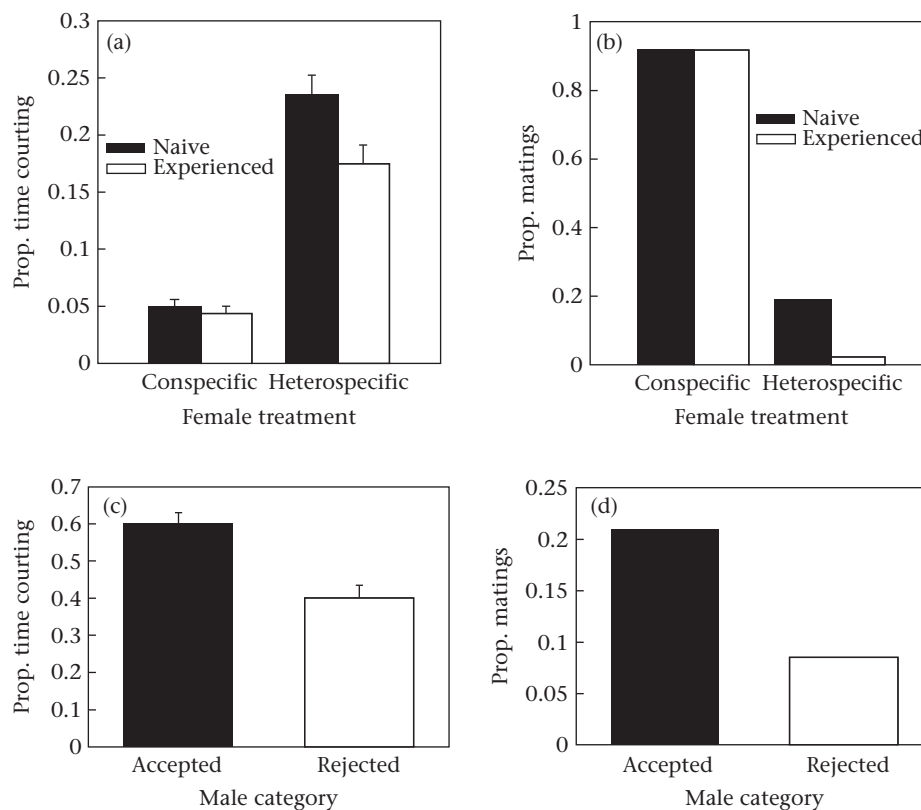 (a)
Prop. time courting
0.3
0.25
0.2
0.15
0.1
0.05
0
Naive
Experienced
Conspecific Heterospecific
Female treatment
(b)
Prop. matings
1
0.8
0.6
0.4
0.2
0
Naive
Experienced
Conspecific Heterospecific
Female treatment
(c)
Prop. time courting
0.7
0.6
0.5
0.4
0.3
0.2
0.1
0
Accepted Rejected
Male category
(d)
Prop. matings
0.25
0.2
0.15
0.1
0.05
0
Accepted Rejected
Male category